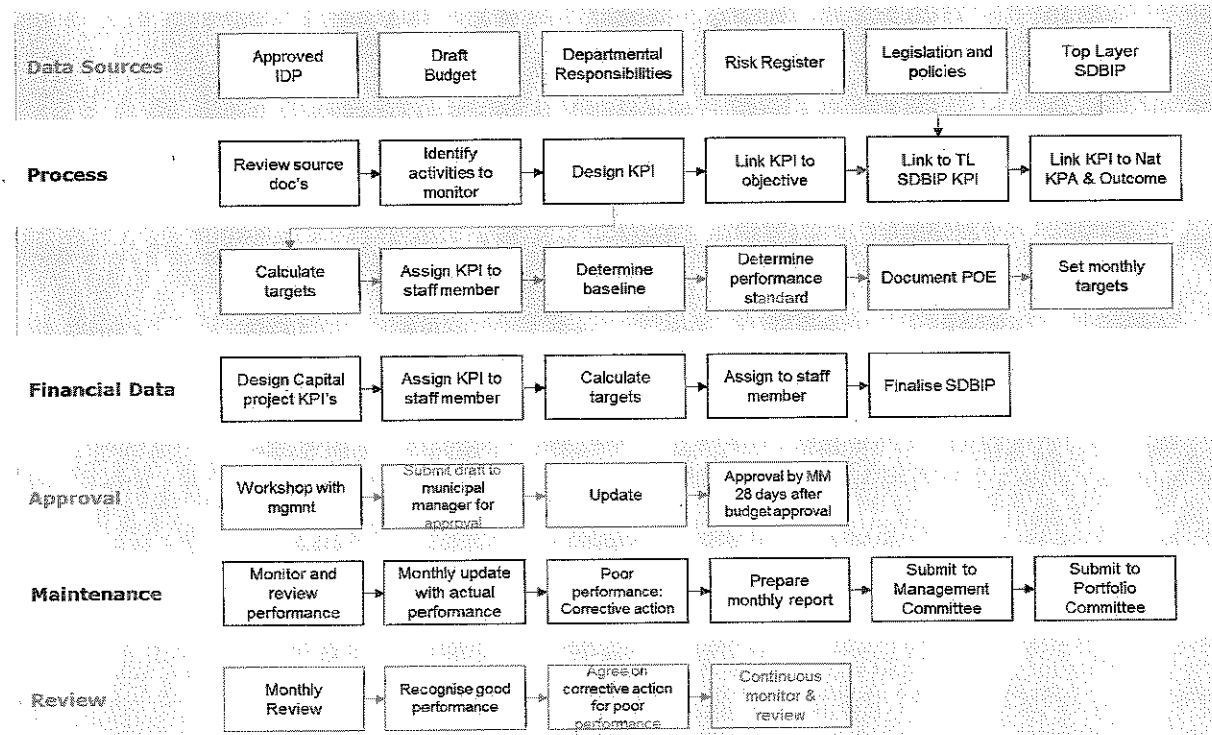 Data Sources
Approved
IDP
Draft
Budget
Departmental
Responsibilities
Risk Register
Legislation and
policies
Top Layer
SDBIP
Process
Review source
doc's
Identify
activities to
monitor
Design KPI
Link KPI to
objective
Link to TL
SDBIP KPI
Link KPI to Nat
KPA & Outcome
Calculate
targets
Assign KPI to
staff member
Determine
baseline
Determine
performance
standard
Document POE
Set monthly
targets
Financial Data
Design Capital
project KPI's
Assign KPI to
staff member
Calculate
targets
Assign to staff
member
Finalise SDBIP
Approval
Workshop with
mgmnt
Submit draft to
municipal
manager for
approval
Update
Approval by MM
28 days after
budget approval
Maintenance
Monitor and
review
performance
Monthly update
with actual
performance
Poor
performance:
Corrective action
Prepare
monthly report
Submit to
Management
Committee
Submit to
Portfolio
Committee
Review
Monthly
Review
Recognise good
performance
Agree on
corrective action
for poor
performance
Continuous
monitor &
review